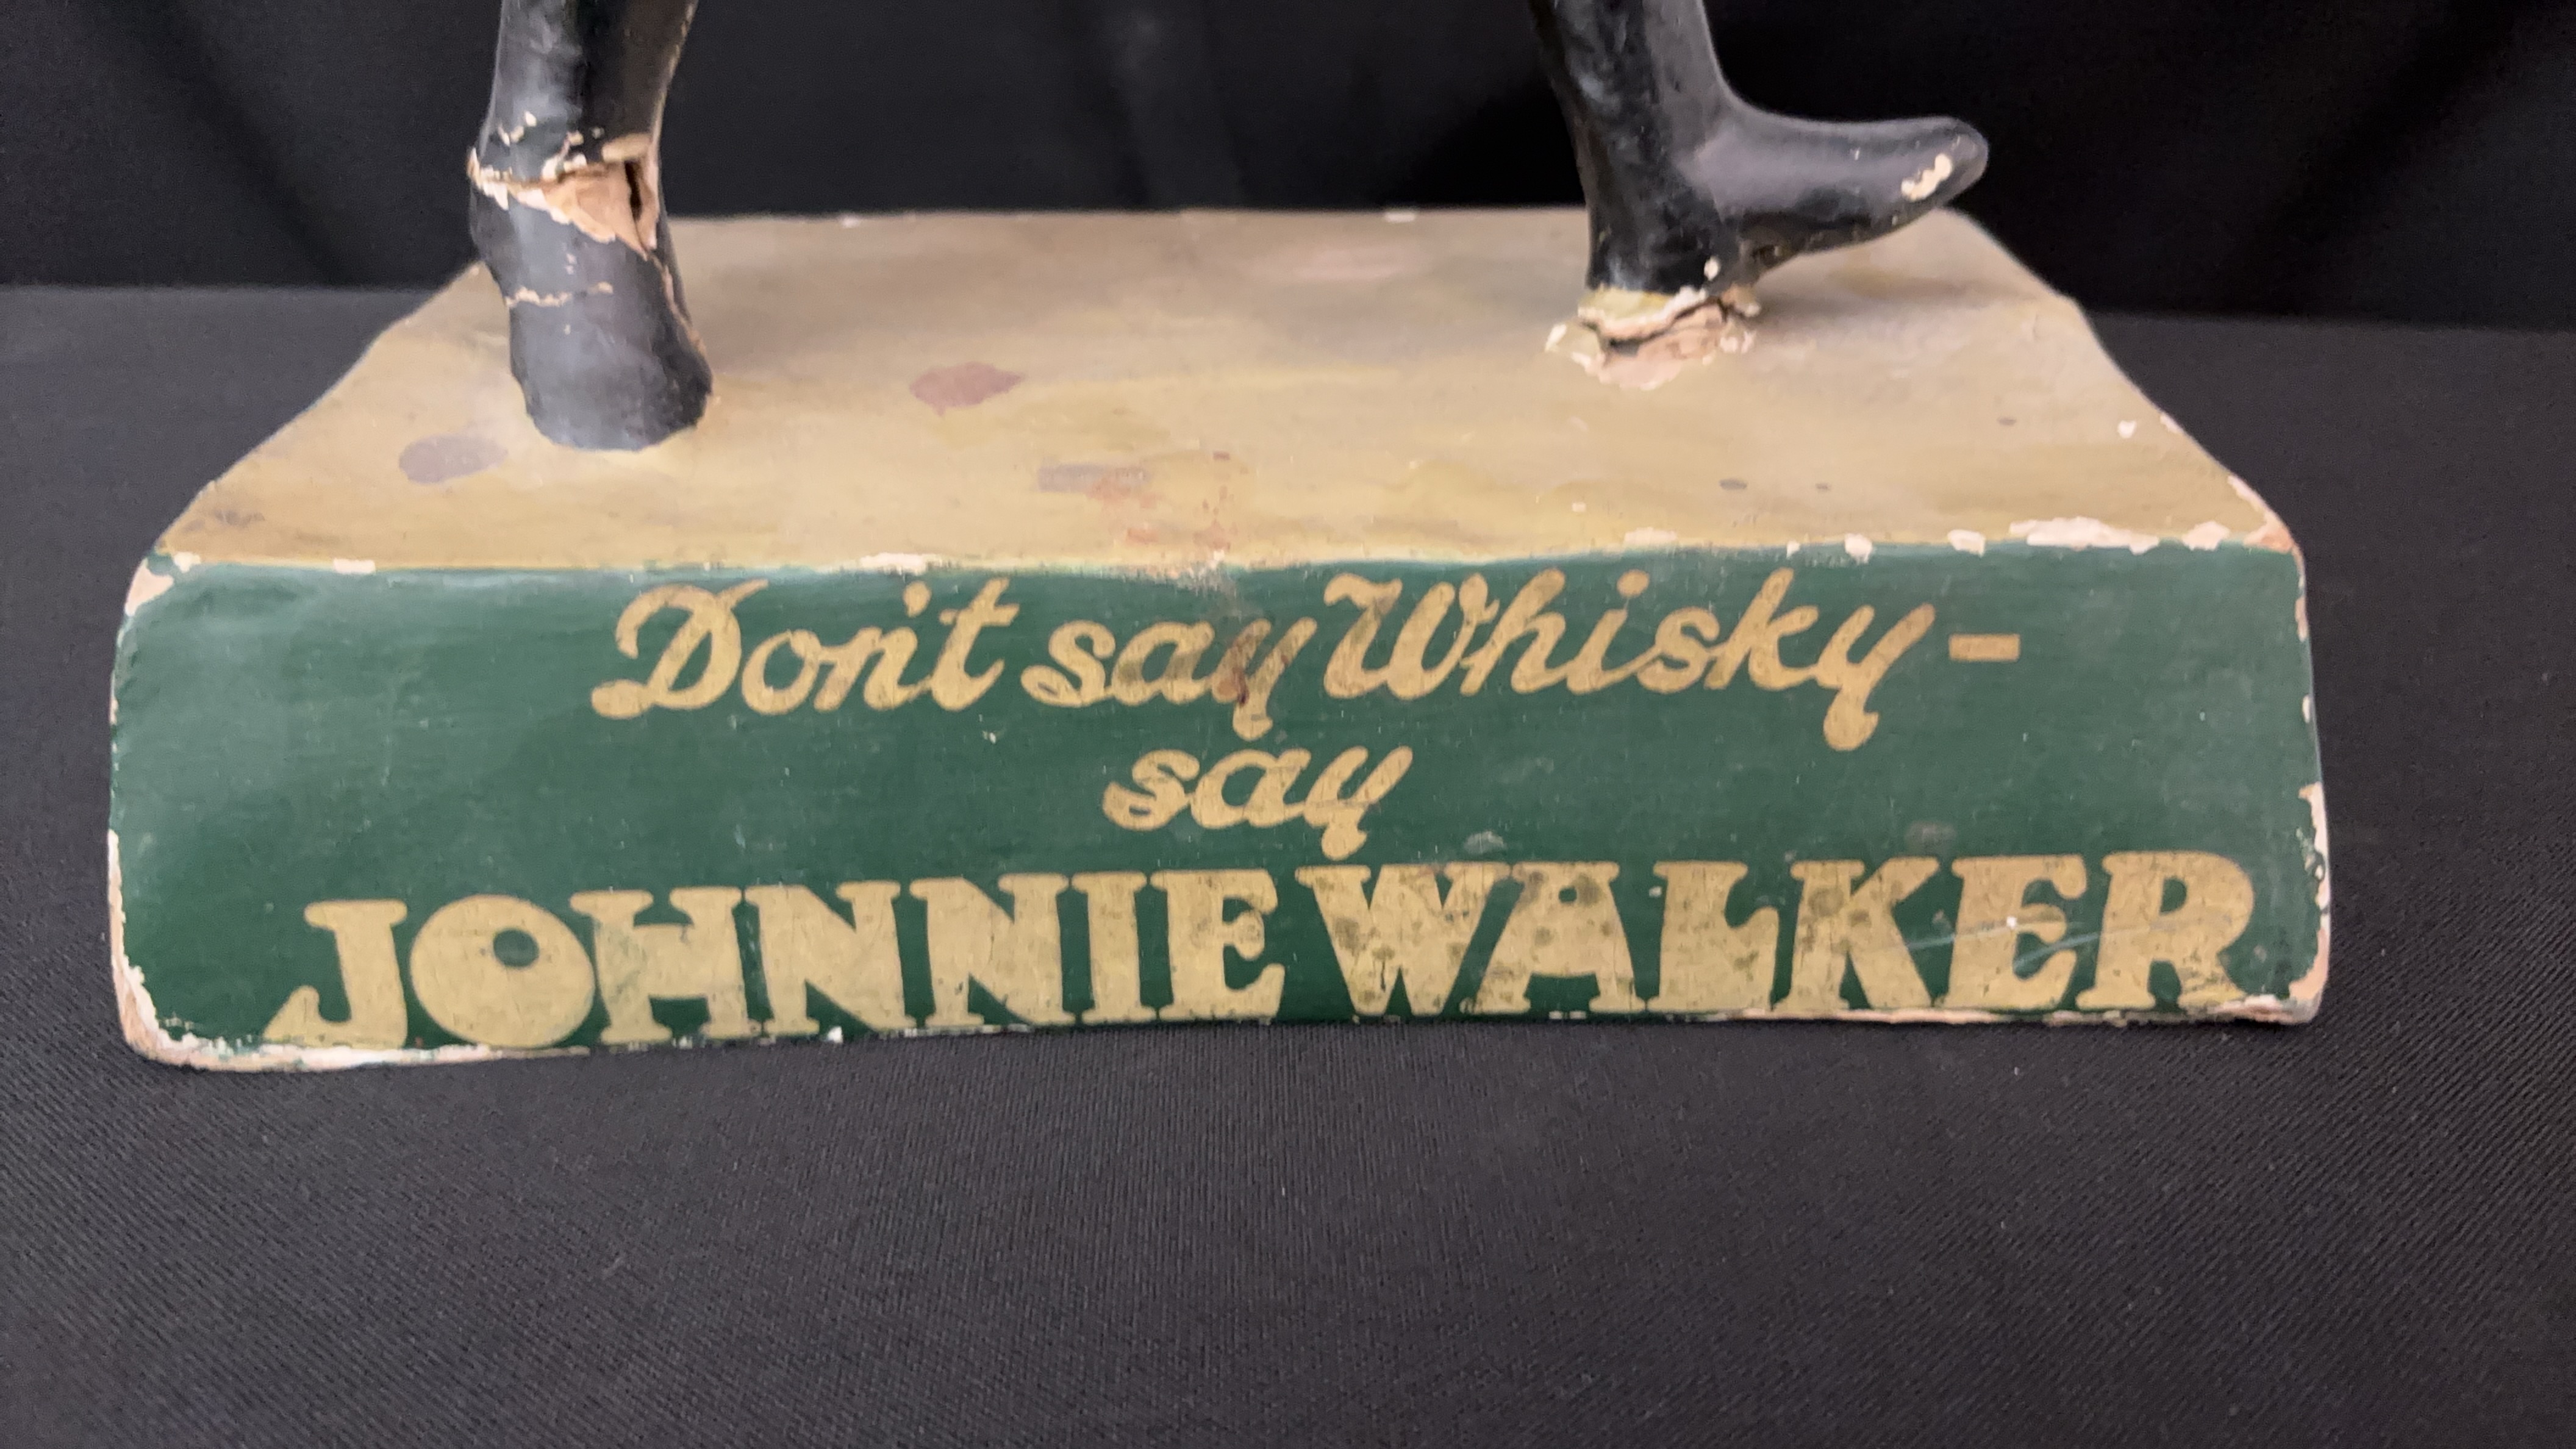 Don't say Whisky -
say
JOHNNIE WALKER